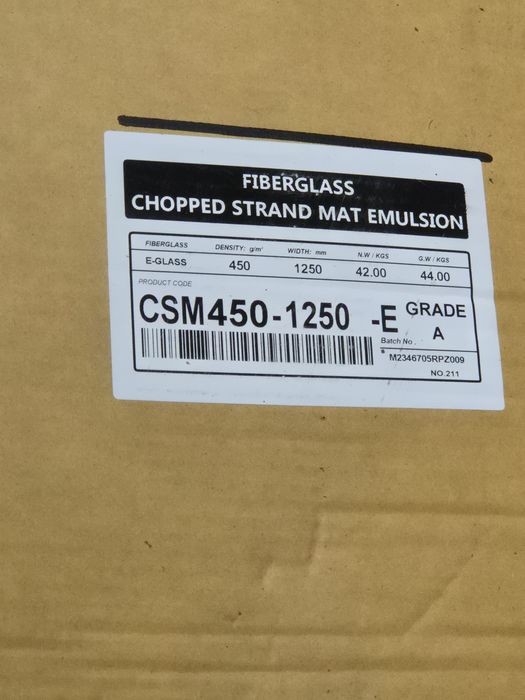 FIBERGLASS
CHOPPED STRAND MAT EMULSION
FIBERGLASS DENSITY: g/m² WIDTH: mm N.W / KGS G.W / KGS
E-GLASS 450 1250 42.00 44.00
PRODUCT CODE
CSM450-1250 -E GRADE A
Batch No.
* M2346705RPZ009
NO.211